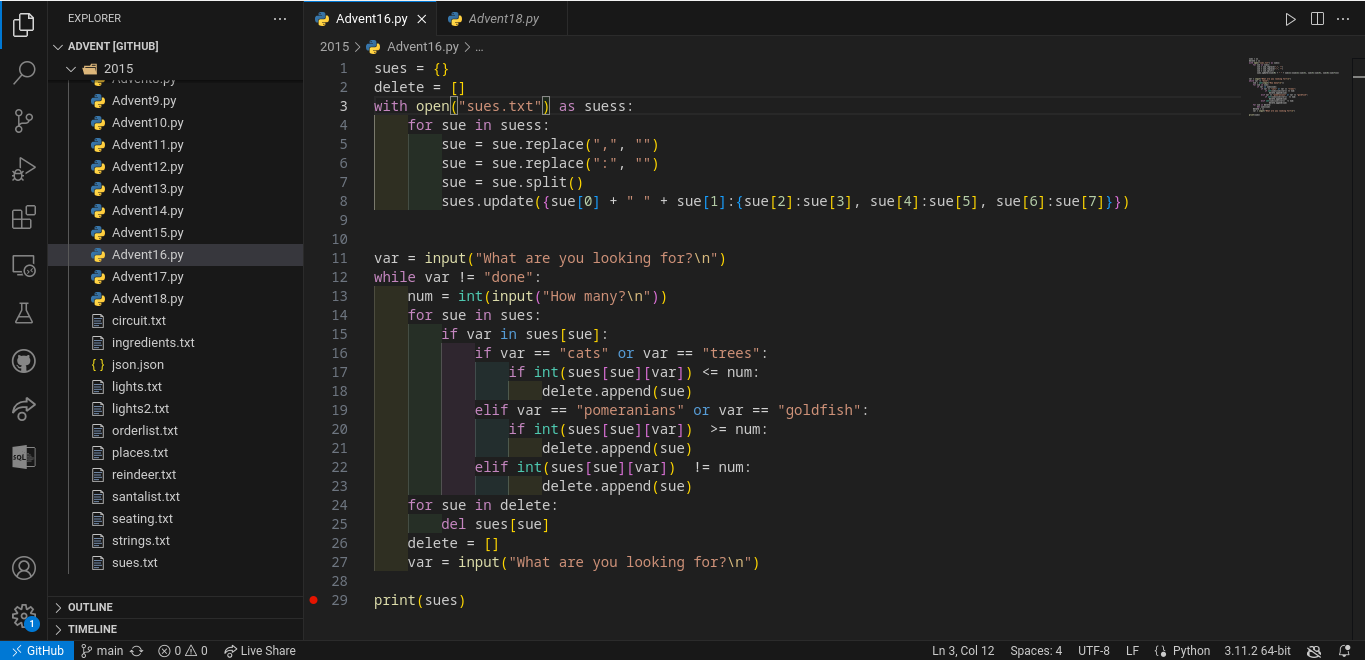 EXPLORER
ADVENT [GITHUB]
2015
Advent8.py
Advent9.py
Advent10.py
Advent11.py
Advent12.py
Advent13.py
Advent14.py
Advent15.py
Advent16.py
Advent17.py
Advent18.py
circuit.txt
ingredients.txt
{} json.json
lights.txt
lights2.txt
orderlist.txt
places.txt
reindeer.txt
santalist.txt
seating.txt
strings.txt
sues.txt
OUTLINE
TIMELINE
SQL
1
Advent16.py Advent18.py
2015 > Advent16.py > ...
1 sues = {}
2 delete = []
3 with open("sues.txt") as suess:
4     for sue in suess:
5         sue = sue.replace(",", "")
6         sue = sue.replace(":", "")
7         sue = sue.split()
8         sues.update({sue[0] + " " + sue[1]:{sue[2]:sue[3], sue[4]:sue[5], sue[6]:sue[7]}})
9
10
11 var = input("What are you looking for?\n")
12 while var != "done":
13     num = int(input("How many?\n"))
14     for sue in sues:
15         if var in sues[sue]:
16             if var == "cats" or var == "trees":
17                 if int(sues[sue][var]) <= num:
18                     delete.append(sue)
19             elif var == "pomeranians" or var == "goldfish":
20                 if int(sues[sue][var])  >= num:
21                     delete.append(sue)
22             elif int(sues[sue][var])  != num:
23                     delete.append(sue)
24     for sue in delete:
25         del sues[sue]
26     delete = []
27     var = input("What are you looking for?\n")
28
29 print(sues)
GitHub main 0 0 Live Share Ln 3, Col 12 Spaces: 4 UTF-8 LF Python 3.11.2 64-bit